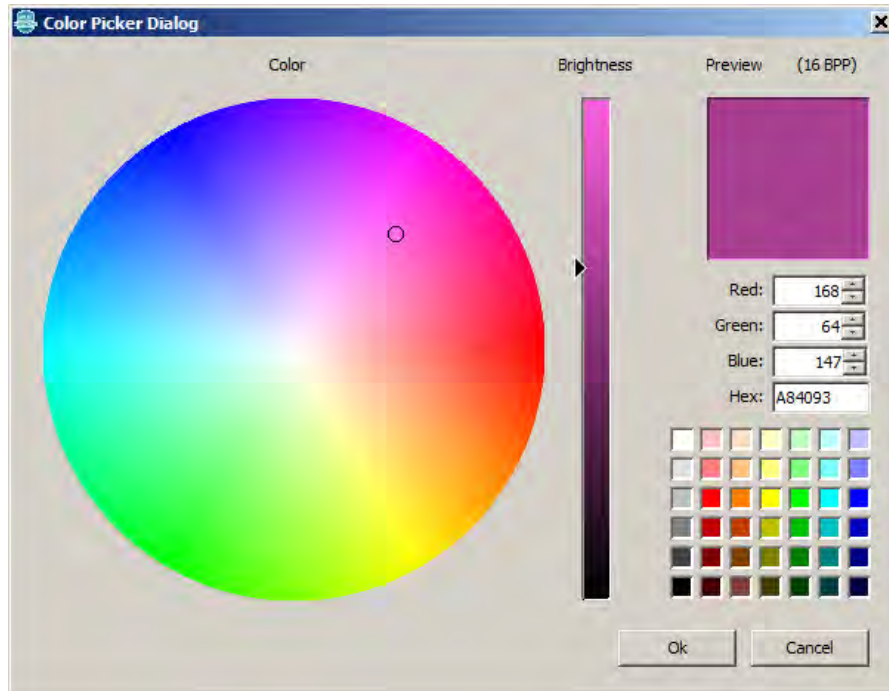 Color Picker Dialog
Color
Brightness
Preview (16 BPP)
Red: 168
Green: 64
Blue: 147
Hex: A84093
Ok
Cancel